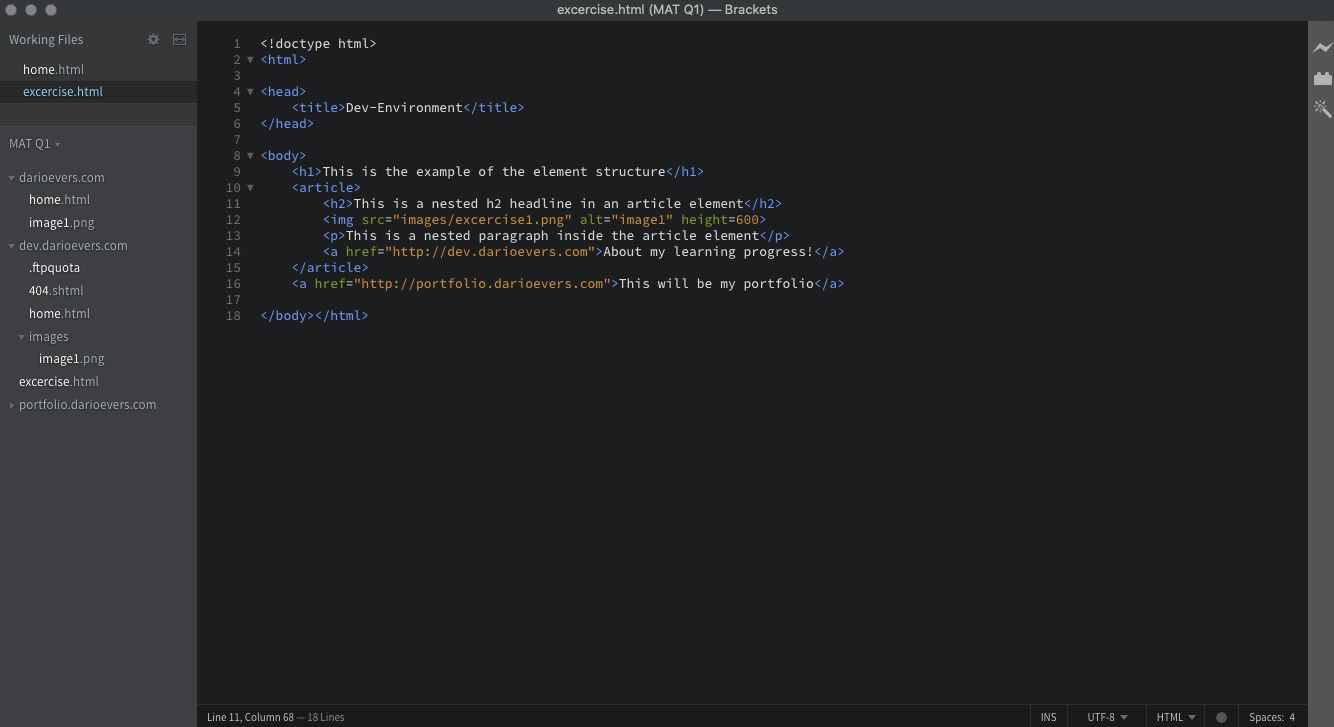 excercise.html (MAT Q1) — Brackets
Working Files
home.html
excercise.html
MAT Q1
darioevers.com
home.html
image1.png
dev.darioevers.com
.ftpquota
404.shtml
home.html
images
image1.png
excercise.html
portfolio.darioevers.com
1 <!doctype html>
2 <html>
3
4 <head>
5     <title>Dev-Environment</title>
6 </head>
7
8 <body>
9     <h1>This is the example of the element structure</h1>
10     <article>
11         <h2>This is a nested h2 headline in an article element</h2>
12         <img src="images/excercise1.png" alt="image1" height=600>
13         <p>This is a nested paragraph inside the article element</p>
14         <a href="http://dev.darioevers.com">About my learning progress!</a>
15     </article>
16     <a href="http://portfolio.darioevers.com">This will be my portfolio</a>
17
18 </body></html>
Line 11, Column 68 — 18 Lines INS UTF-8 HTML Spaces: 4